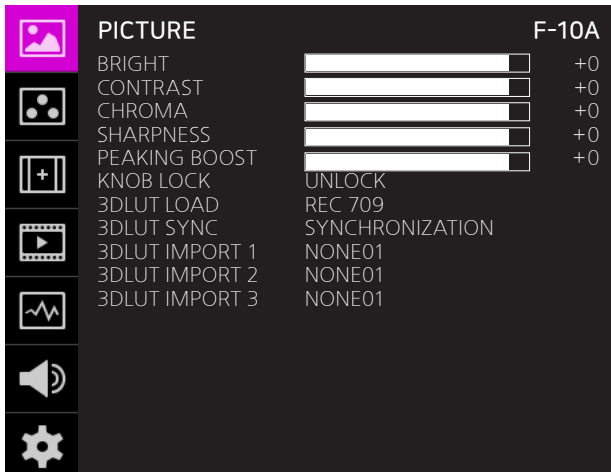 PICTURE F-10A
BRIGHT +0
CONTRAST +0
CHROMA +0
SHARPNESS +0
PEAKING BOOST +0
KNOB LOCK UNLOCK
3DLUT LOAD REC 709
3DLUT SYNC SYNCHRONIZATION
3DLUT IMPORT 1 NONE01
3DLUT IMPORT 2 NONE01
3DLUT IMPORT 3 NONE01